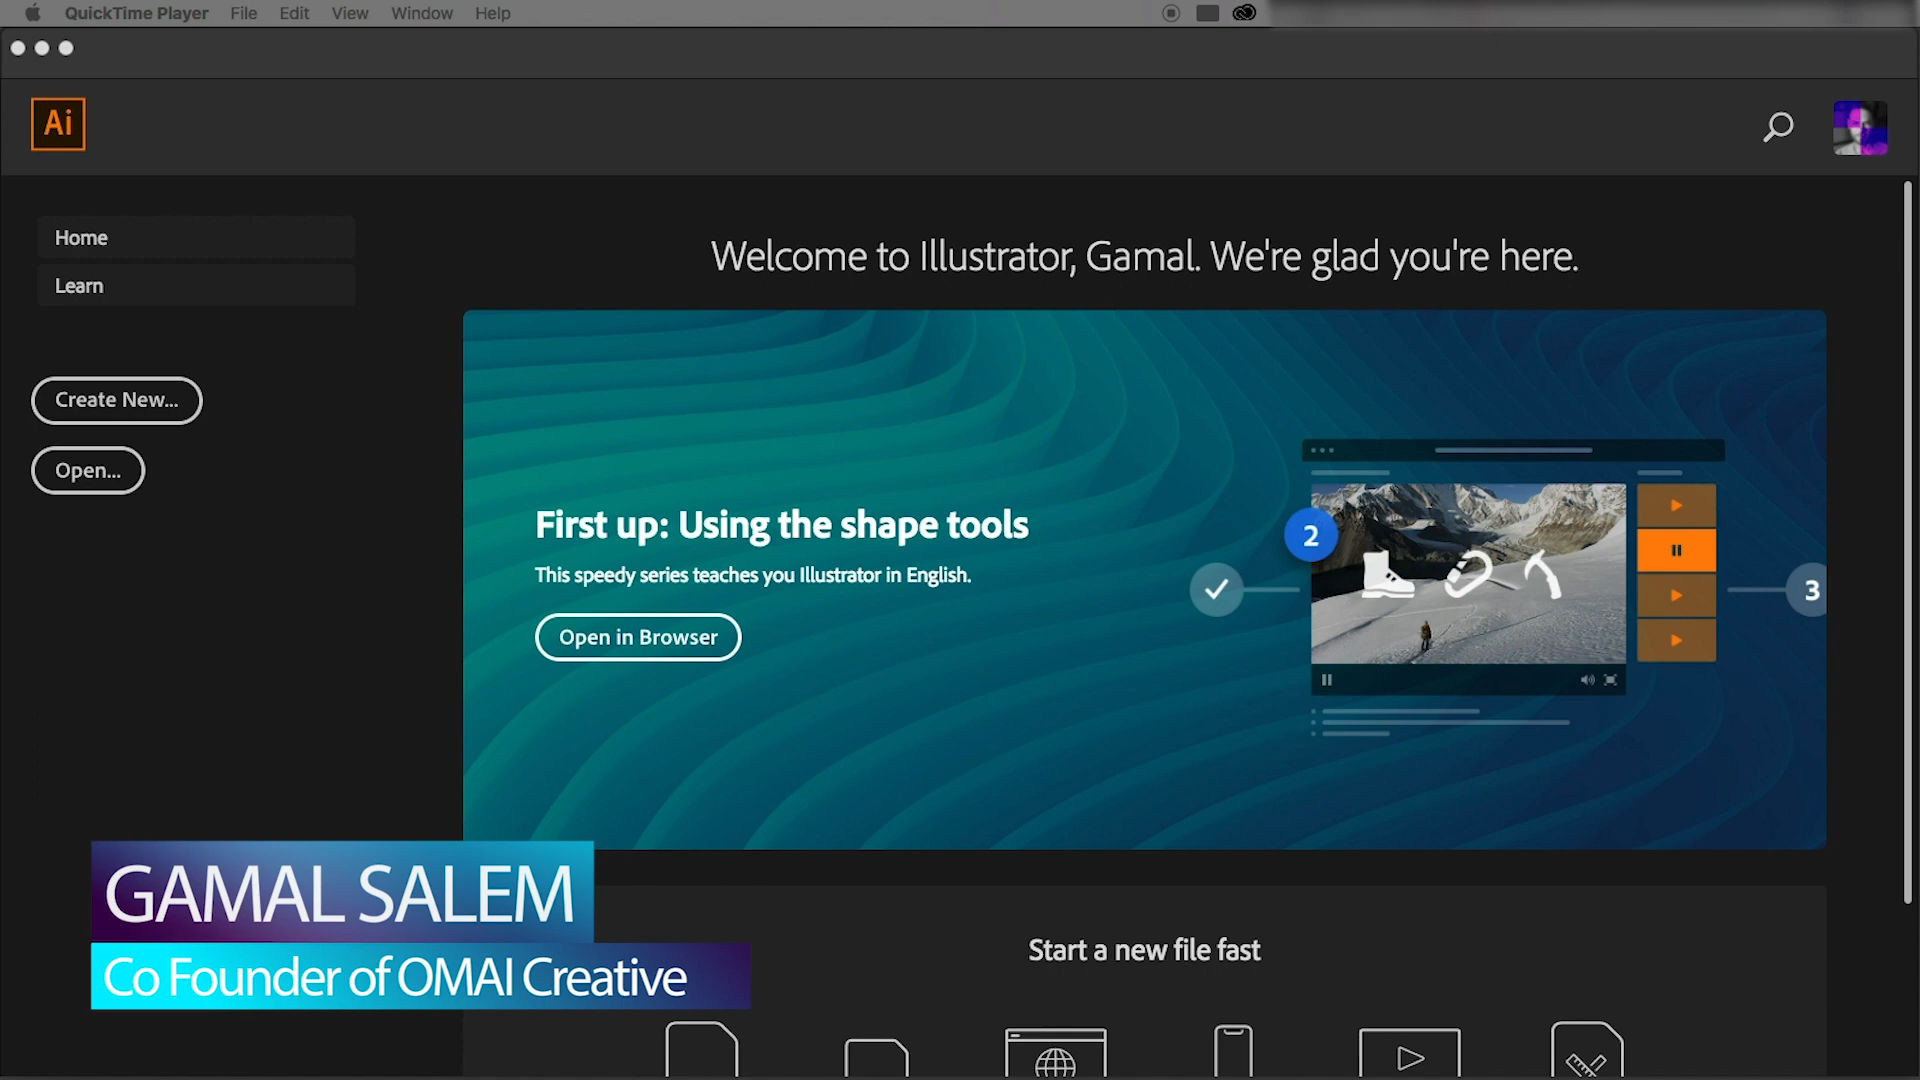 QuickTime Player File Edit View Window Help
Ai
Home
Learn
Create New...
Open...
Welcome to Illustrator, Gamal. We're glad you're here.
First up: Using the shape tools
This speedy series teaches you Illustrator in English.
Open in Browser
2
3
Start a new file fast
GAMAL SALEM
Co Founder of OMAI Creative